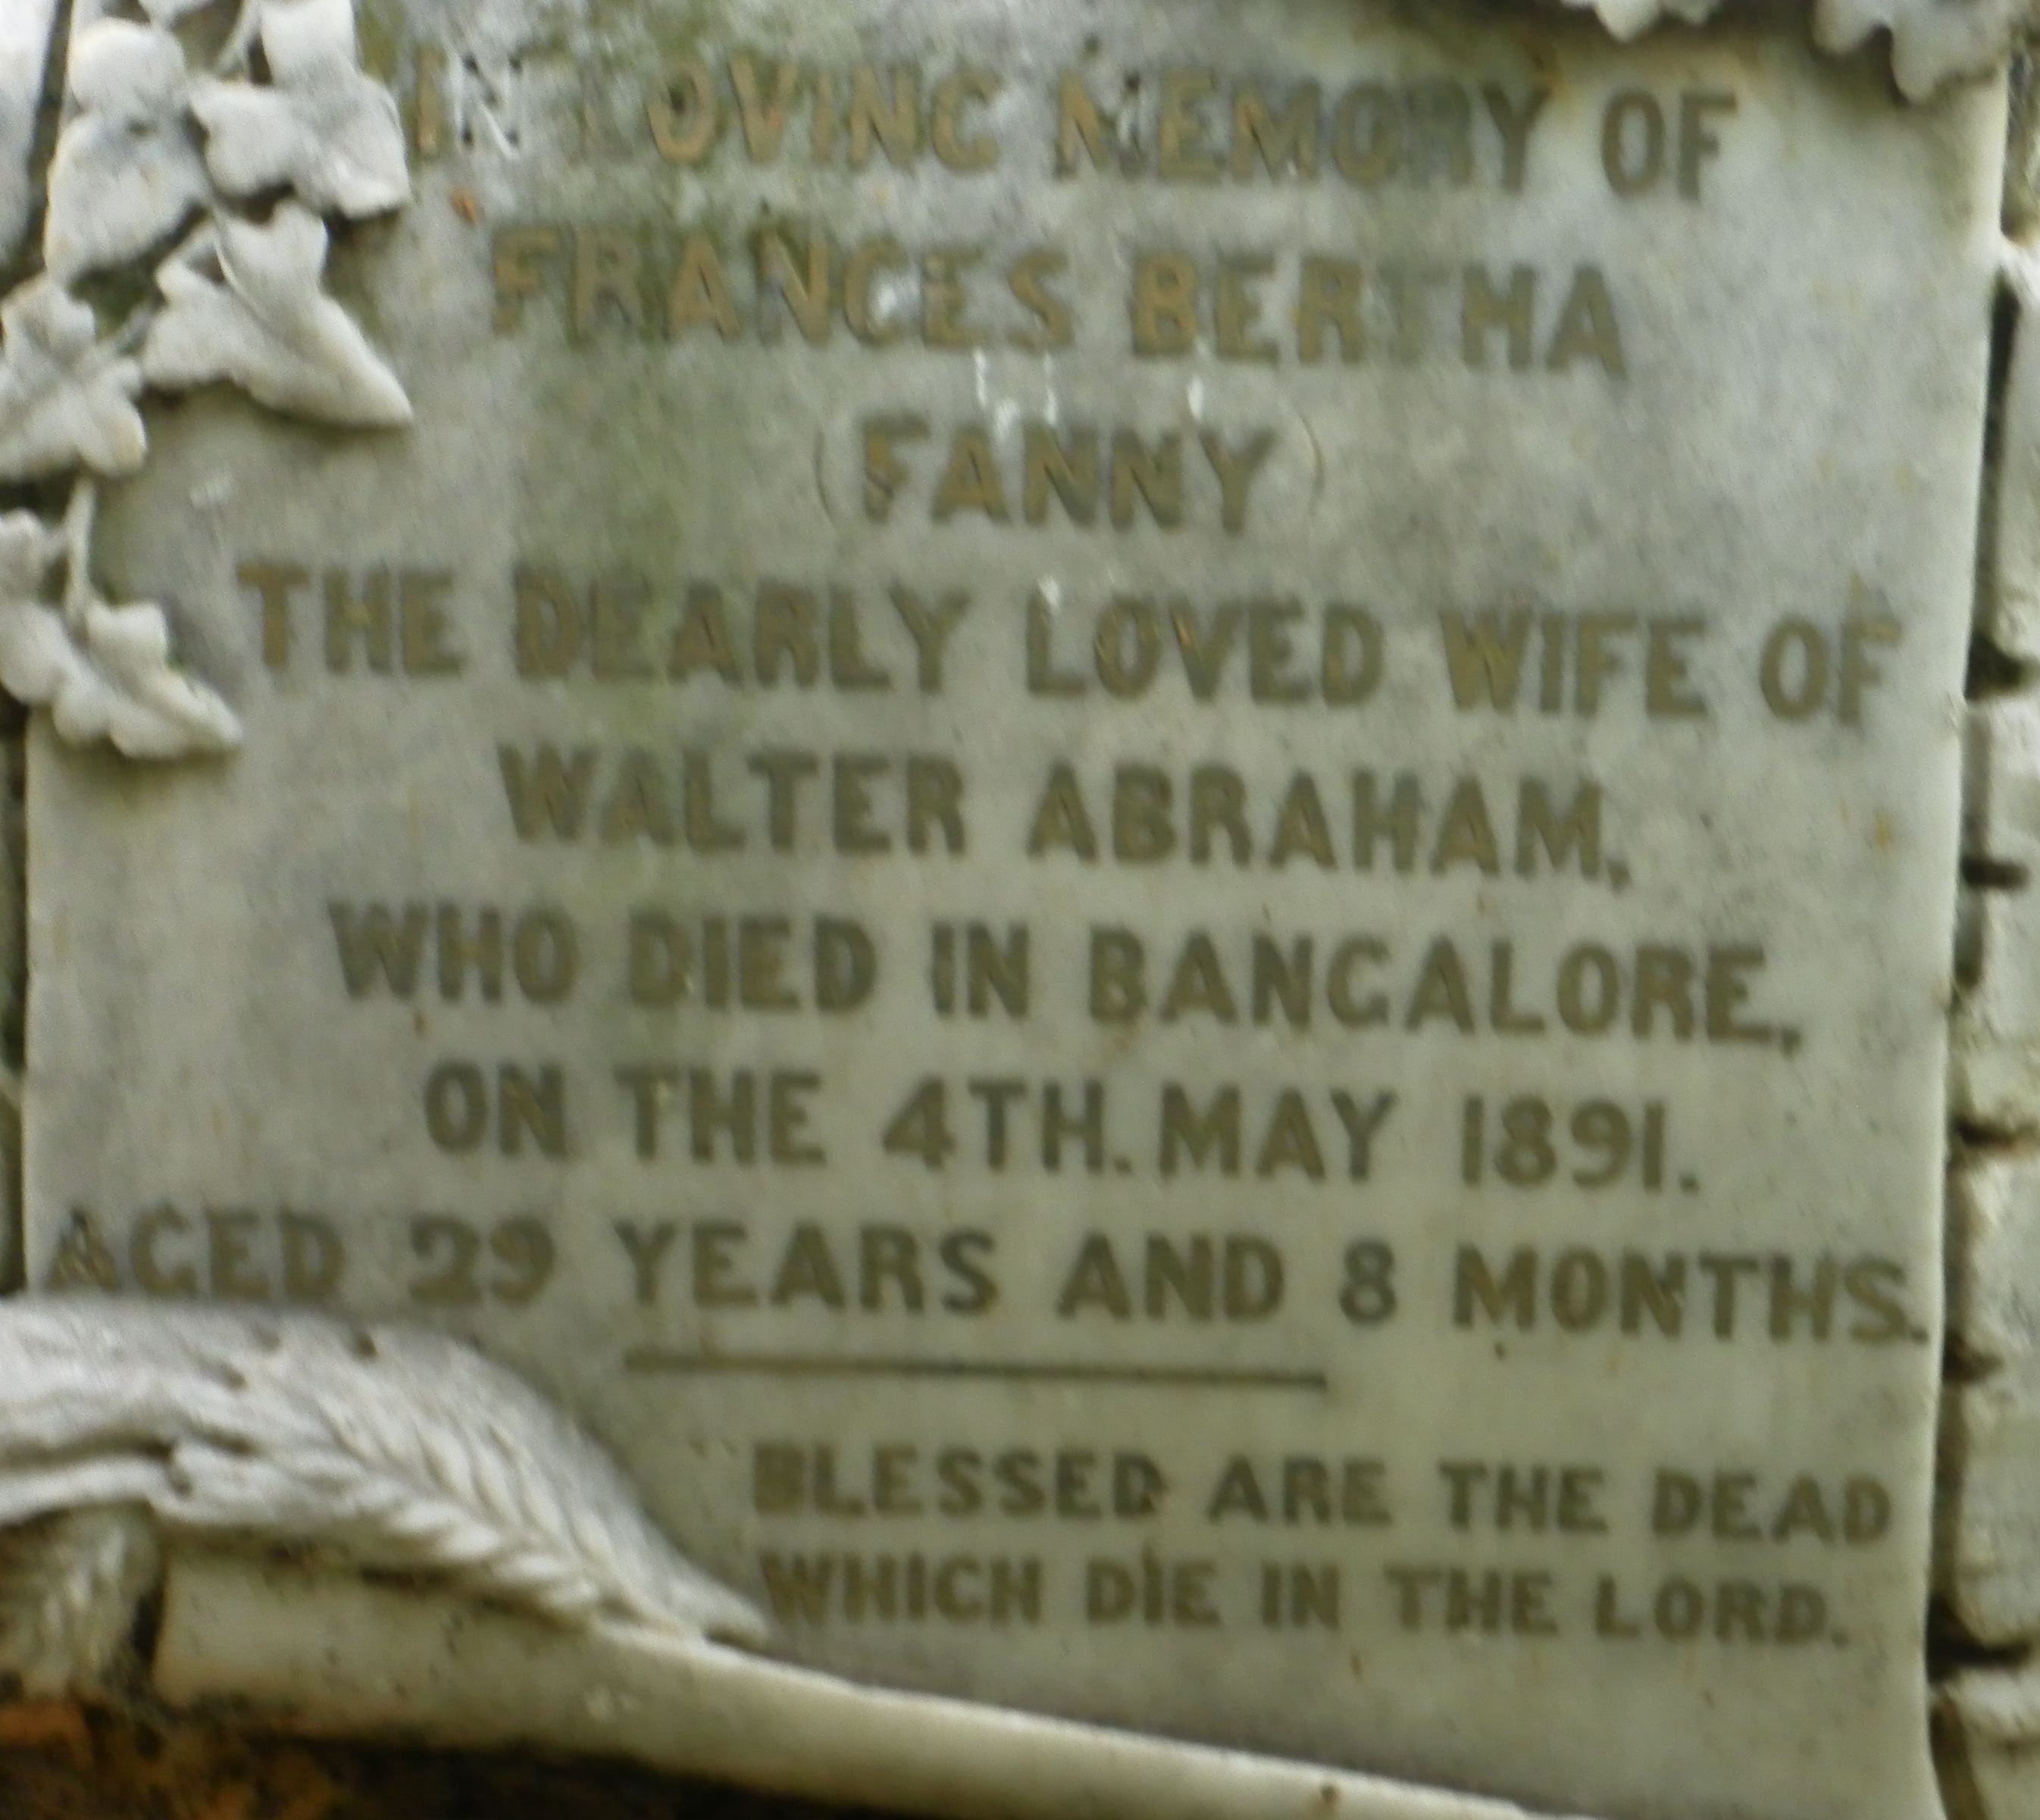 IN LOVING MEMORY OF
FRANCES BERTHA
(FANNY)
THE DEARLY LOVED WIFE OF
WALTER ABRAHAM,
WHO DIED IN BANGALORE,
ON THE 4TH. MAY 1891.
AGED 29 YEARS AND 8 MONTHS.
BLESSED ARE THE DEAD
WHICH DIE IN THE LORD.